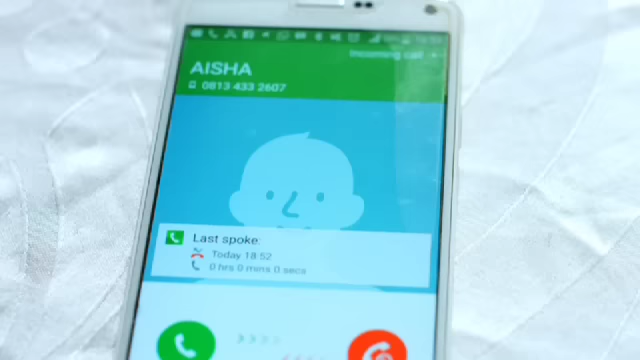 Incoming call
AISHA
0813 433 2607
Last spoke:
Today 18:52
0 hrs 0 mins 0 secs